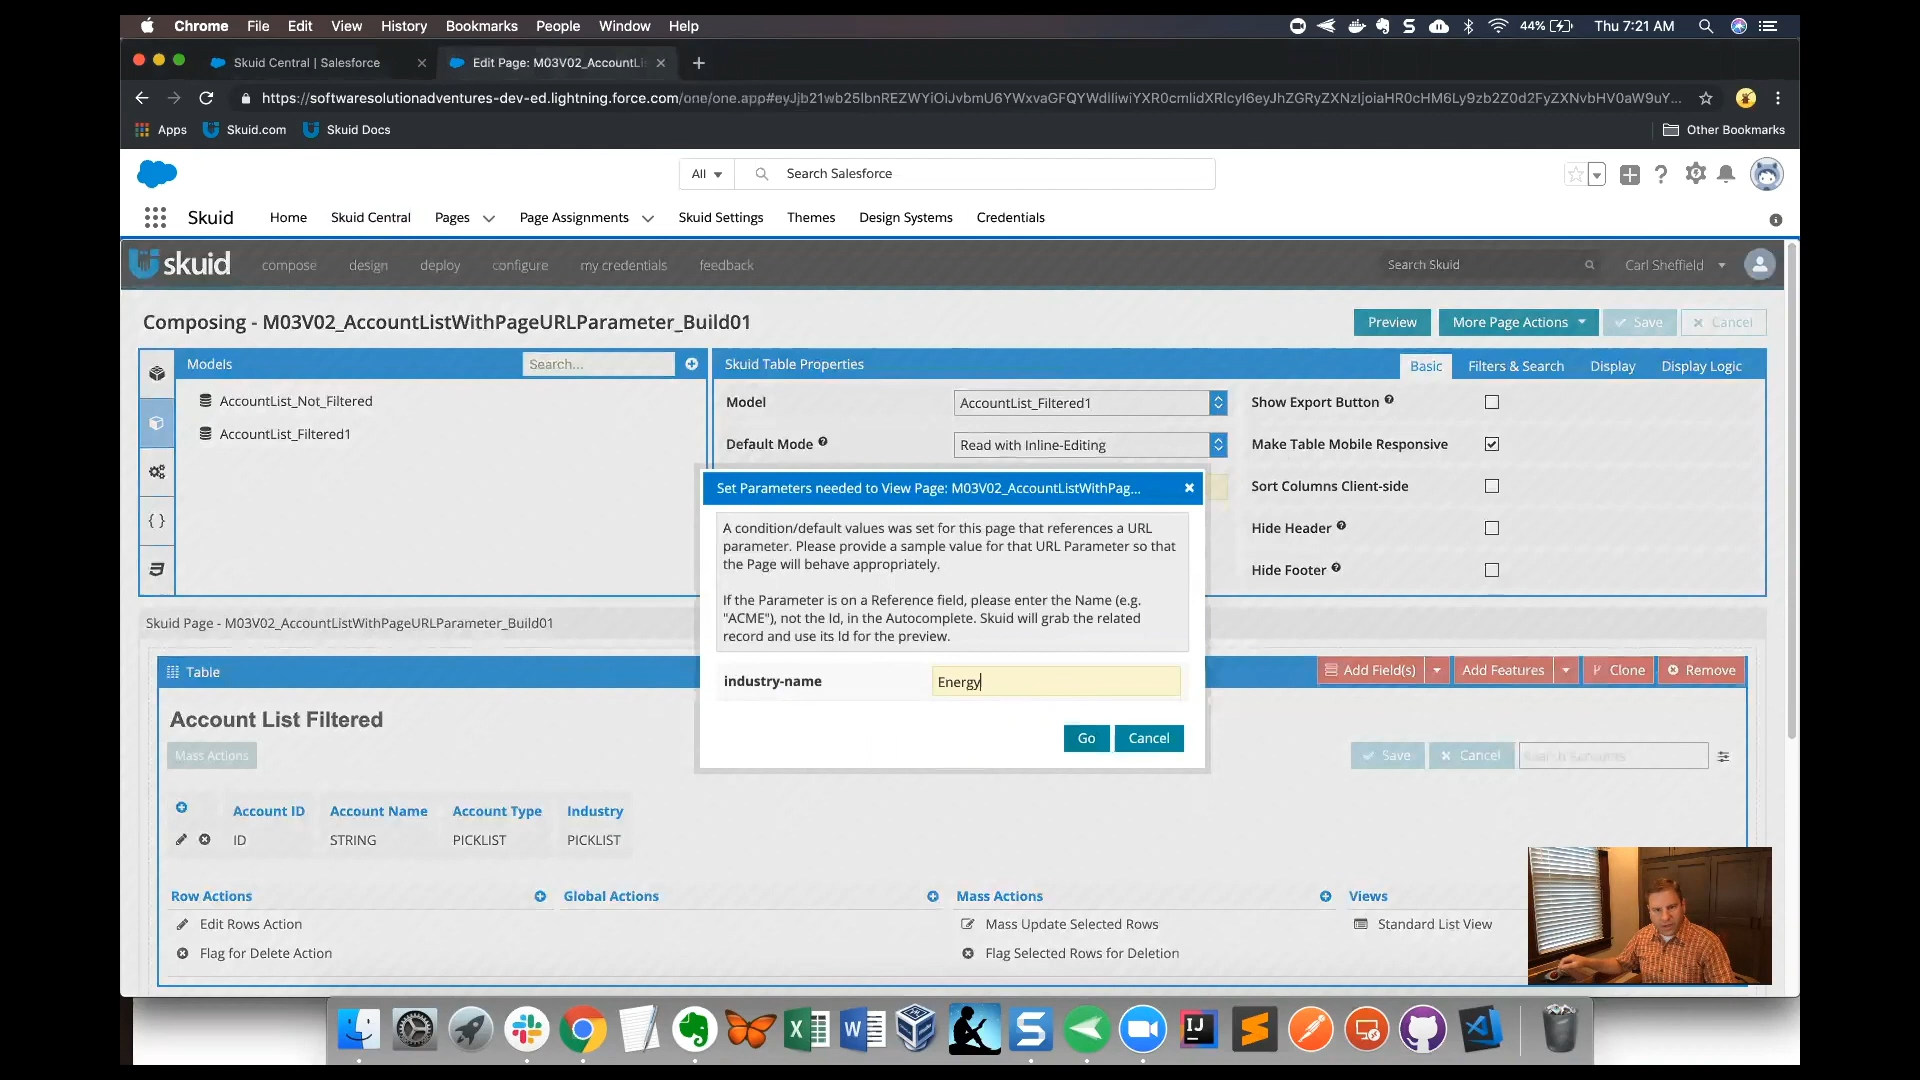 Chrome File Edit View History Bookmarks People Window Help 44% Thu 7:21 AM
Skuid Central | Salesforce
Edit Page: M03V02_AccountLi
https://softwaresolutionadventures-dev-ed.lightning.force.com
Apps Skuid.com Skuid Docs Other Bookmarks
All Search Salesforce
Skuid Home Skuid Central Pages Page Assignments Skuid Settings Themes Design Systems Credentials
skuid compose design deploy configure my credentials feedback Search Skuid Carl Sheffield
Composing - M03V02_AccountListWithPageURLParameter_Build01
Preview More Page Actions Save Cancel
Models Search...
Skuid Table Properties Basic Filters & Search Display Display Logic
AccountList_Not_Filtered
AccountList_Filtered1
Model AccountList_Filtered1 Show Export Button
Default Mode Read with Inline-Editing Make Table Mobile Responsive
Sort Columns Client-side
Hide Header
Hide Footer
Set Parameters needed to View Page: M03V02_AccountListWithPag...
A condition/default values was set for this page that references a URL
parameter. Please provide a sample value for that URL Parameter so that
the Page will behave appropriately.
If the Parameter is on a Reference field, please enter the Name (e.g.
"ACME"), not the Id, in the Autocomplete. Skuid will grab the related
record and use its Id for the preview.
industry-name Energy
Go Cancel
Skuid Page - M03V02_AccountListWithPageURLParameter_Build01
Table Add Field(s) Add Features Clone Remove
Account List Filtered
Mass Actions Save Cancel
Account ID Account Name Account Type Industry
ID STRING PICKLIST PICKLIST
Row Actions Global Actions Mass Actions Views
Edit Rows Action Mass Update Selected Rows Standard List View
Flag for Delete Action Flag Selected Rows for Deletion